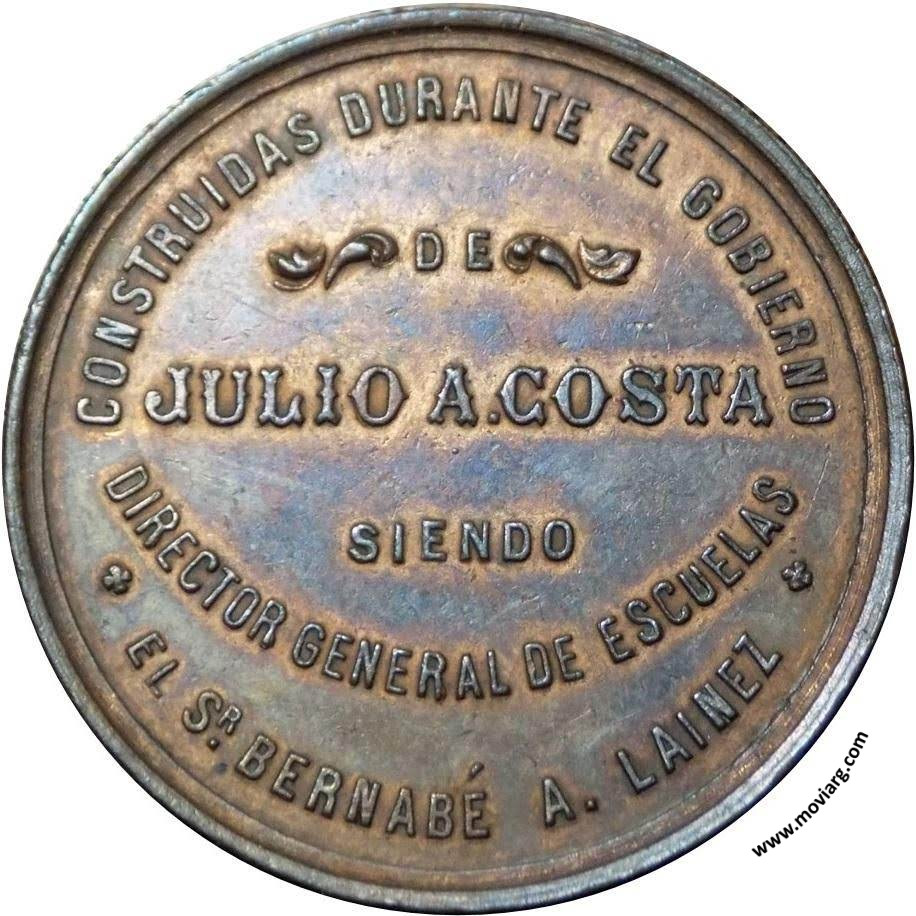 CONSTRUIDAS DURANTE EL GOBIERNO
DE
JULIO A. COSTA
SIENDO
DIRECTOR GENERAL DE ESCUELAS
EL SR. BERNABÉ A. LAINEZ
www.moviarg.com